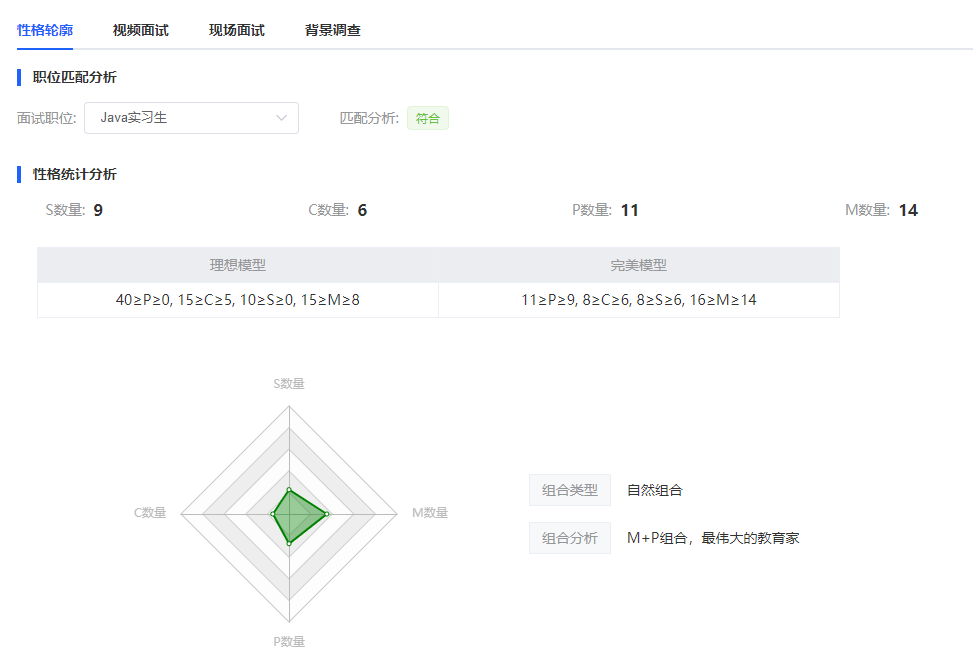 性格轮廓 视频面试 现场面试 背景调查
职位匹配分析
面试职位: Java实习生 匹配分析: 符合
性格统计分析
S数量: 9 C数量: 6 P数量: 11 M数量: 14
理想模型 完美模型
40≥P≥0, 15≥C≥5, 10≥S≥0, 15≥M≥8 11≥P≥9, 8≥C≥6, 8≥S≥6, 16≥M≥14
S数量
组合类型 自然组合
C数量 M数量
组合分析 M+P组合，最伟大的教育家
P数量